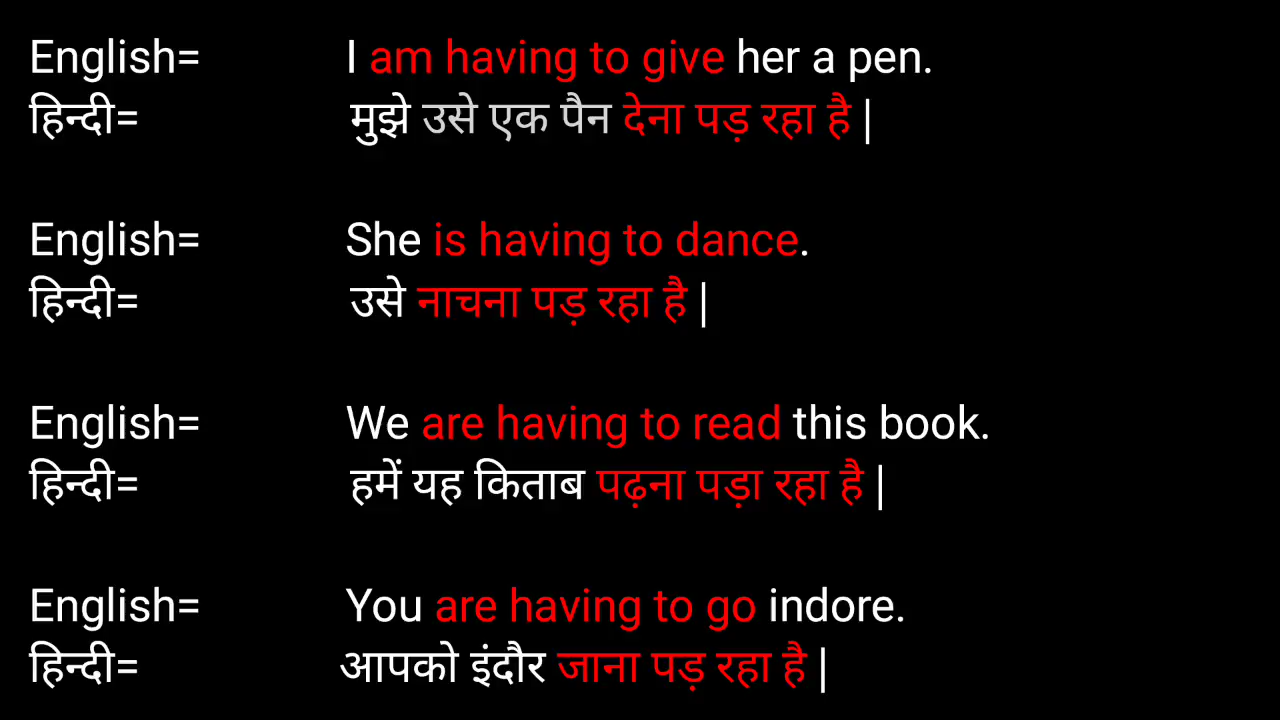 English= I am having to give her a pen.
हिन्दी= मुझे उसे एक पैन देना पड़ रहा है |
English= She is having to dance.
हिन्दी= उसे नाचना पड़ रहा है |
English= We are having to read this book.
हिन्दी= हमें यह किताब पढ़ना पड़ा रहा है |
English= You are having to go indore.
हिन्दी= आपको इंदौर जाना पड़ रहा है |